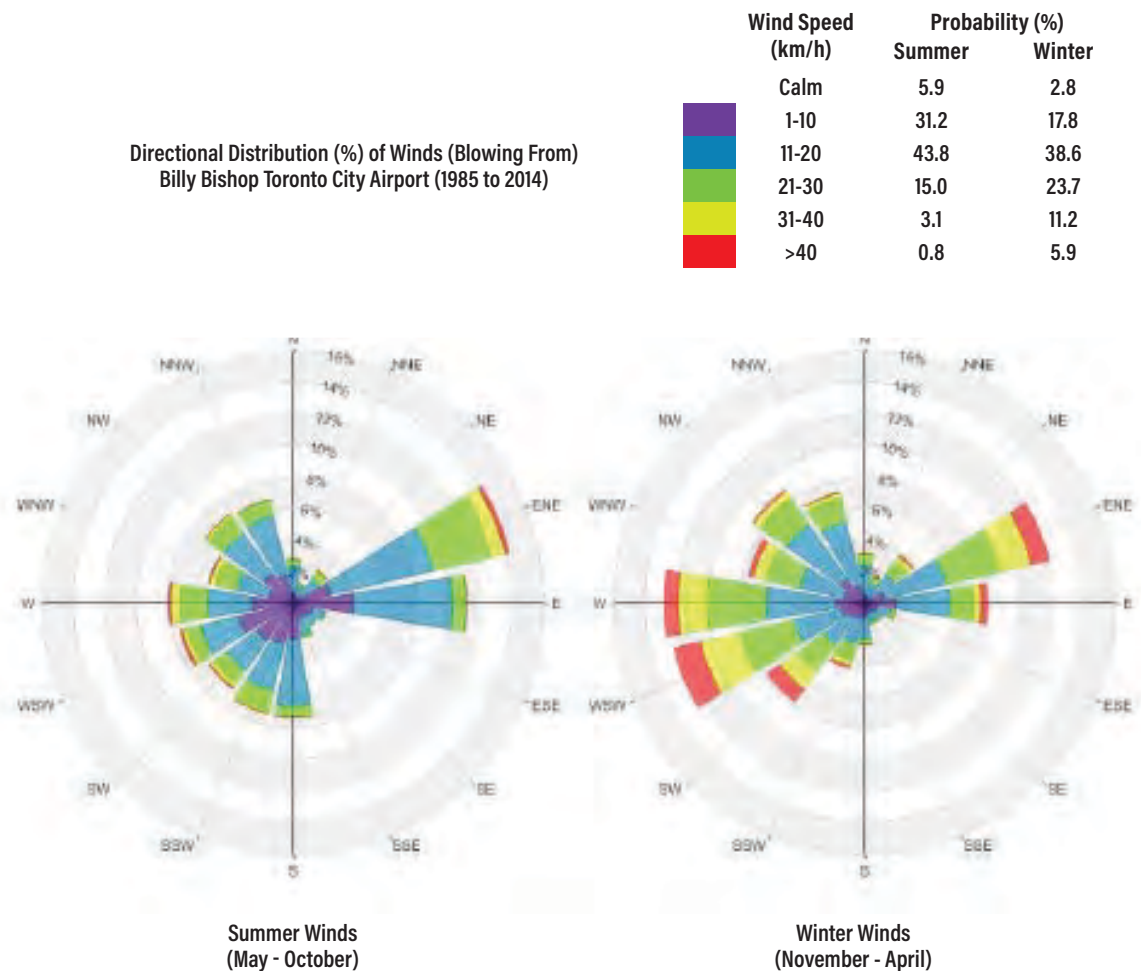 Wind Speed Probability (%)
(km/h) Summer Winter
Calm 5.9 2.8
1-10 31.2 17.8
11-20 43.8 38.6
21-30 15.0 23.7
31-40 3.1 11.2
>40 0.8 5.9
Directional Distribution (%) of Winds (Blowing From)
Billy Bishop Toronto City Airport (1985 to 2014)
N
NNW
16%
NNE
14%
NW
12%
NE
10%
8%
WNW
6%
ENE
4%
W
E
WSW
ESE
SW
SE
SSW
SSE
S
N
NNW
16%
NNE
14%
NW
12%
NE
10%
8%
WNW
6%
ENE
4%
W
E
WSW
ESE
SW
SE
SSW
SSE
S
Summer Winds
(May - October)
Winter Winds
(November - April)